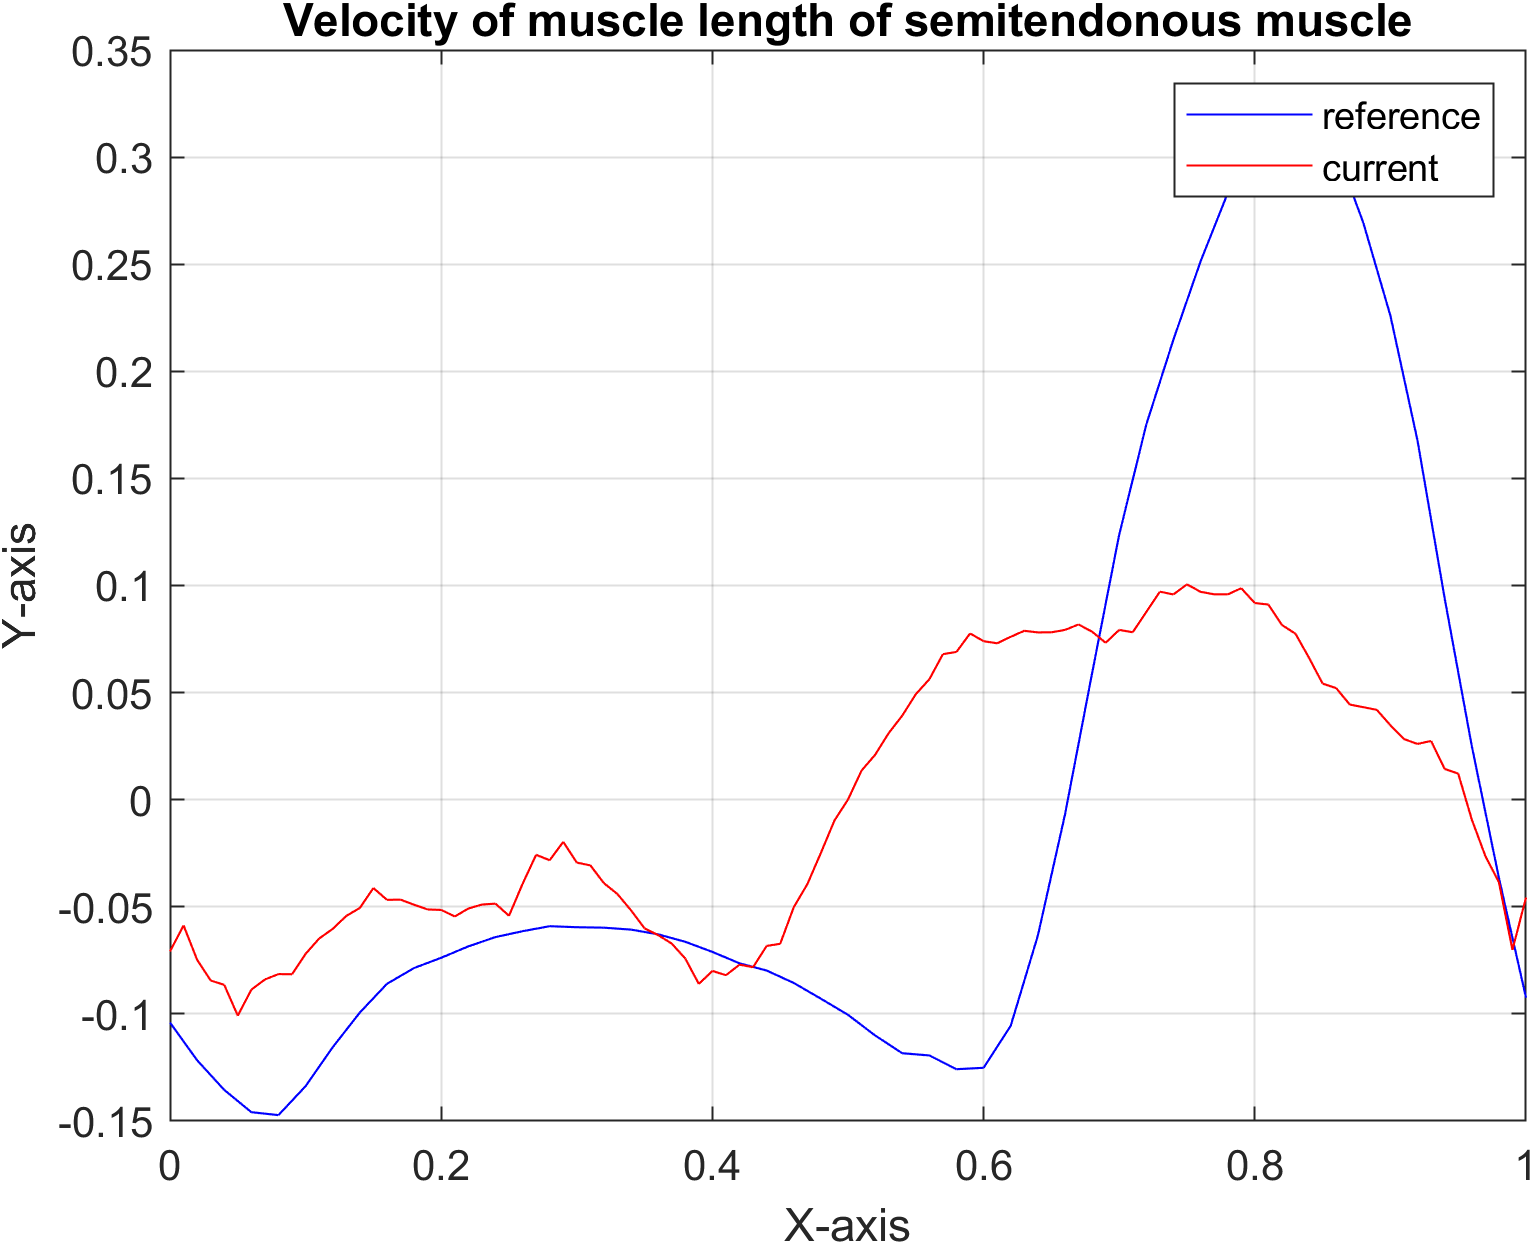 Velocity of muscle length of semitendonous muscle
0.35
0.3
0.25
0.2
0.15
0.1
0.05
0
-0.05
-0.1
-0.15
Y-axis
reference
current
0 0.2 0.4 0.6 0.8 1
X-axis